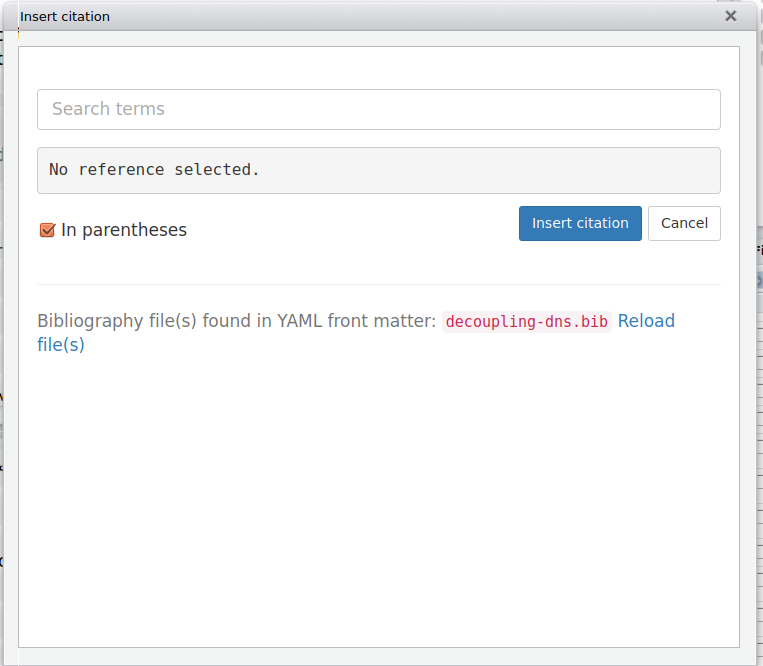 Insert citation
Search terms
No reference selected.
In parentheses
Insert citation
Cancel
Bibliography file(s) found in YAML front matter: decoupling-dns.bib Reload
file(s)